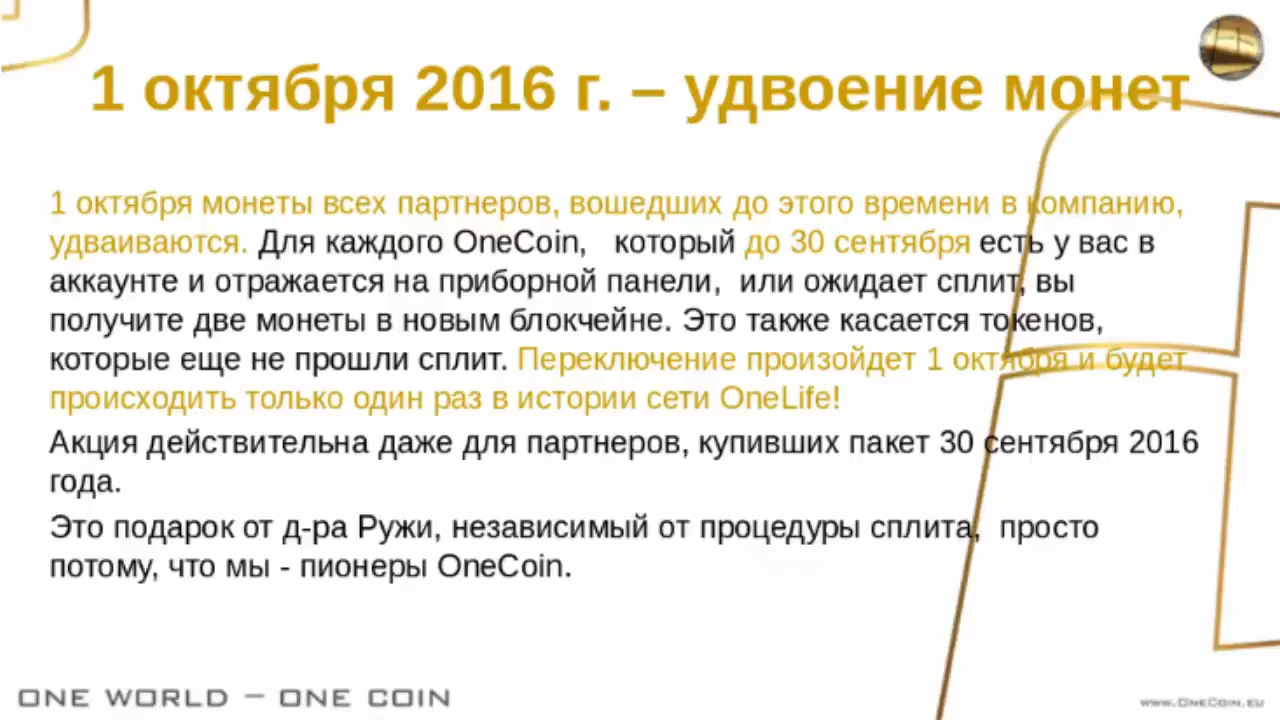 1 октября 2016 г. – удвоение монет
1 октября монеты всех партнеров, вошедших до этого времени в компанию,
удваиваются. Для каждого OneCoin, который до 30 сентября есть у вас в
аккаунте и отражается на приборной панели, или ожидает сплит, вы
получите две монеты в новым блокчейне. Это также касается токенов,
которые еще не прошли сплит. Переключение произойдет 1 октября и будет
происходить только один раз в истории сети OneLife!
Акция действительна даже для партнеров, купивших пакет 30 сентября 2016
года.
Это подарок от д-ра Ружи, независимый от процедуры сплита, просто
потому, что мы - пионеры OneCoin.
ONE WORLD – ONE COIN
www.OneCoin.eu